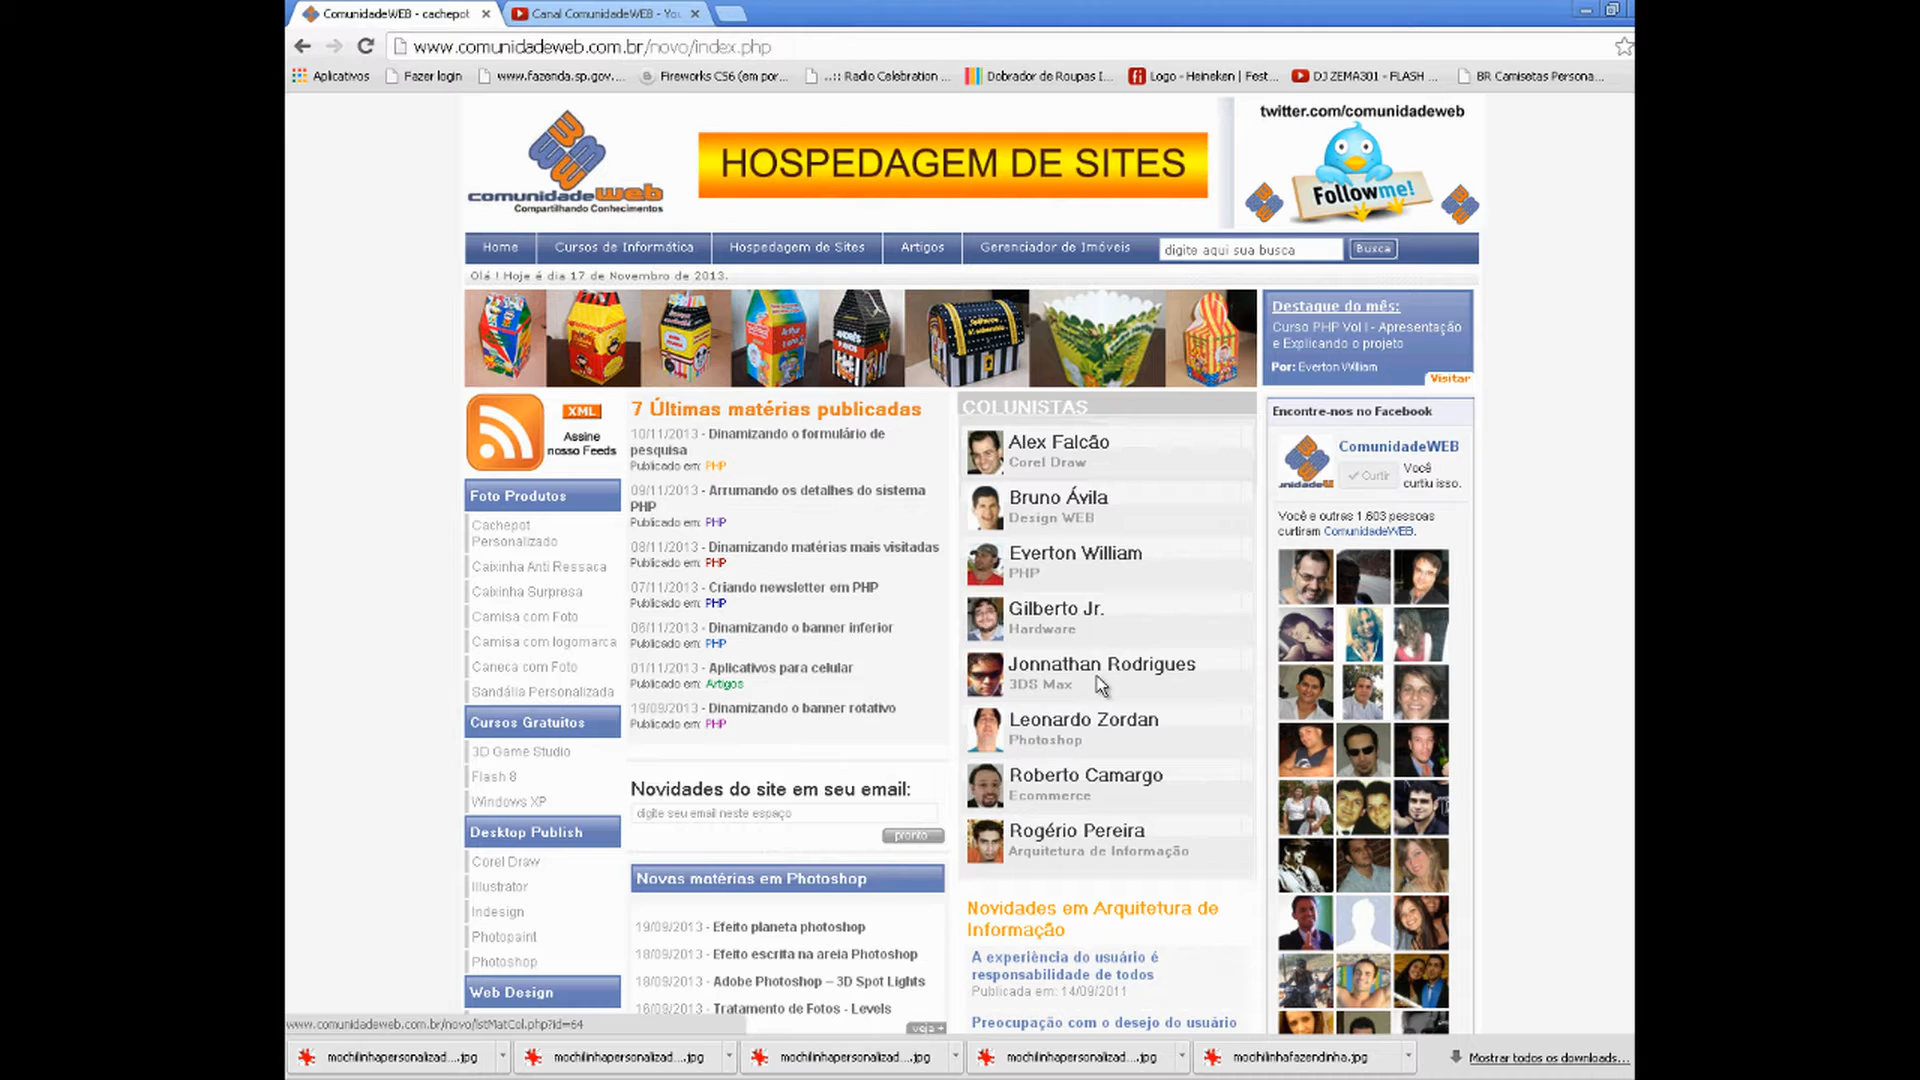 ComunidadeWEB - cachepot
Canal ComunidadeWEB - You
www.comunidadeweb.com.br/novo/index.php
Aplicativos
Fazer login
www.fazenda.sp.gov....
Fireworks CS6 (em por...
..:: Radio Celebration ...
Dobrador de Roupas I...
Logo - Heineken | Fest...
DJ ZEMA301 - FLASH ...
BR Camisetas Persona...
comunidadeweb
Compartilhando Conhecimentos
HOSPEDAGEM DE SITES
twitter.com/comunidadeweb
Follow me!
Home
Cursos de Informática
Hospedagem de Sites
Artigos
Gerenciador de Imóveis
digite aqui sua busca
Busca
Olá ! Hoje é dia 17 de Novembro de 2013.
Destaque do mês:
Curso PHP Vol I - Apresentação
e Explicando o projeto
Por: Everton William
Visitar
XML
Assine
nosso Feeds
Foto Produtos
Cachepot
Personalizado
Caixinha Anti Ressaca
Caixinha Surpresa
Camisa com Foto
Camisa com logomarca
Caneca com Foto
Sandália Personalizada
Cursos Gratuitos
3D Game Studio
Flash 8
Windows XP
Desktop Publish
Corel Draw
Illustrator
Indesign
Photopaint
Photoshop
Web Design
7 Últimas matérias publicadas
10/11/2013 - Dinamizando o formulário de
pesquisa
Publicado em: PHP
09/11/2013 - Arrumando os detalhes do sistema
PHP
Publicado em: PHP
08/11/2013 - Dinamizando matérias mais visitadas
Publicado em: PHP
07/11/2013 - Criando newsletter em PHP
Publicado em: PHP
06/11/2013 - Dinamizando o banner inferior
Publicado em: PHP
01/11/2013 - Aplicativos para celular
Publicado em: Artigos
19/09/2013 - Dinamizando o banner rotativo
Publicado em: PHP
Novidades do site em seu email:
digite seu email neste espaço
pronto
Novas matérias em Photoshop
19/09/2013 - Efeito planeta photoshop
18/09/2013 - Efeito escrita na areia Photoshop
18/09/2013 - Adobe Photoshop – 3D Spot Lights
16/09/2013 - Tratamento de Fotos - Levels
veja +
COLUNISTAS
Alex Falcão
Corel Draw
Bruno Ávila
Design WEB
Everton William
PHP
Gilberto Jr.
Hardware
Jonnathan Rodrigues
3DS Max
Leonardo Zordan
Photoshop
Roberto Camargo
Ecommerce
Rogério Pereira
Arquitetura de Informação
Novidades em Arquitetura de
Informação
A experiência do usuário é
responsabilidade de todos
Publicada em: 14/09/2011
Preocupação com o desejo do usuário
Encontre-nos no Facebook
ComunidadeWEB
Curtir
Você
curtiu isso.
Você e outras 1.603 pessoas
curtiram ComunidadeWEB.
www.comunidadeweb.com.br/novo/lstMatCol.php?id=64
mochilinhapersonalizad....jpg
mochilinhapersonalizad....jpg
mochilinhapersonalizad....jpg
mochilinhapersonalizad....jpg
mochilinhafazendinha.jpg
Mostrar todos os downloads...